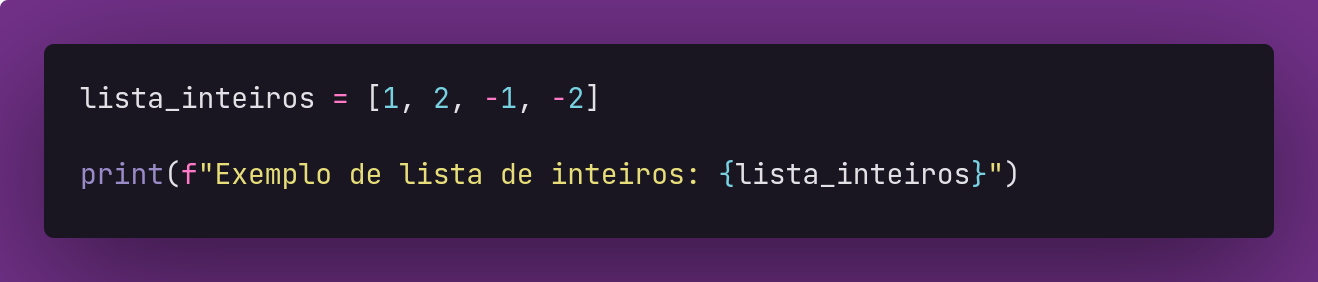 lista_inteiros = [1, 2, -1, -2]
print(f"Exemplo de lista de inteiros: {lista_inteiros}")